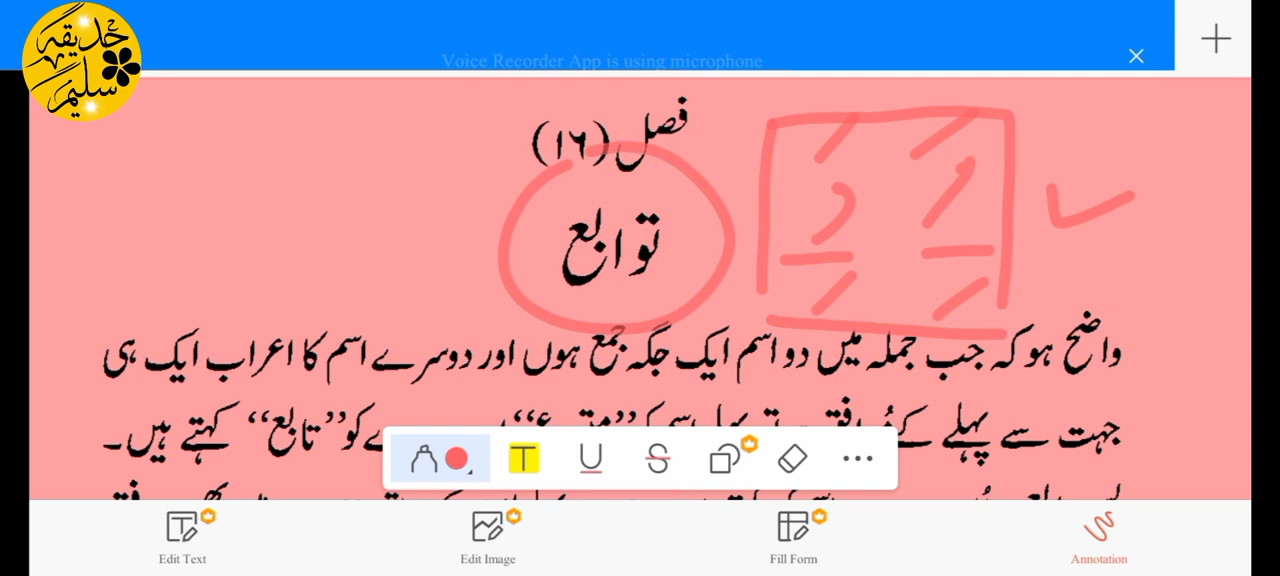 حدیقہ
سلیم
Voice Recorder App is using microphone
فصل (۱۶)
توابع
واضح ہو کہ جب جملہ میں دو اسم ایک جگہ جمع ہوں اور دوسرے اسم کا اعراب ایک ہی
جہت سے پہلے کے کو ’’تابع‘‘ کہتے ہیں۔
Edit Text
Edit Image
Fill Form
Annotation